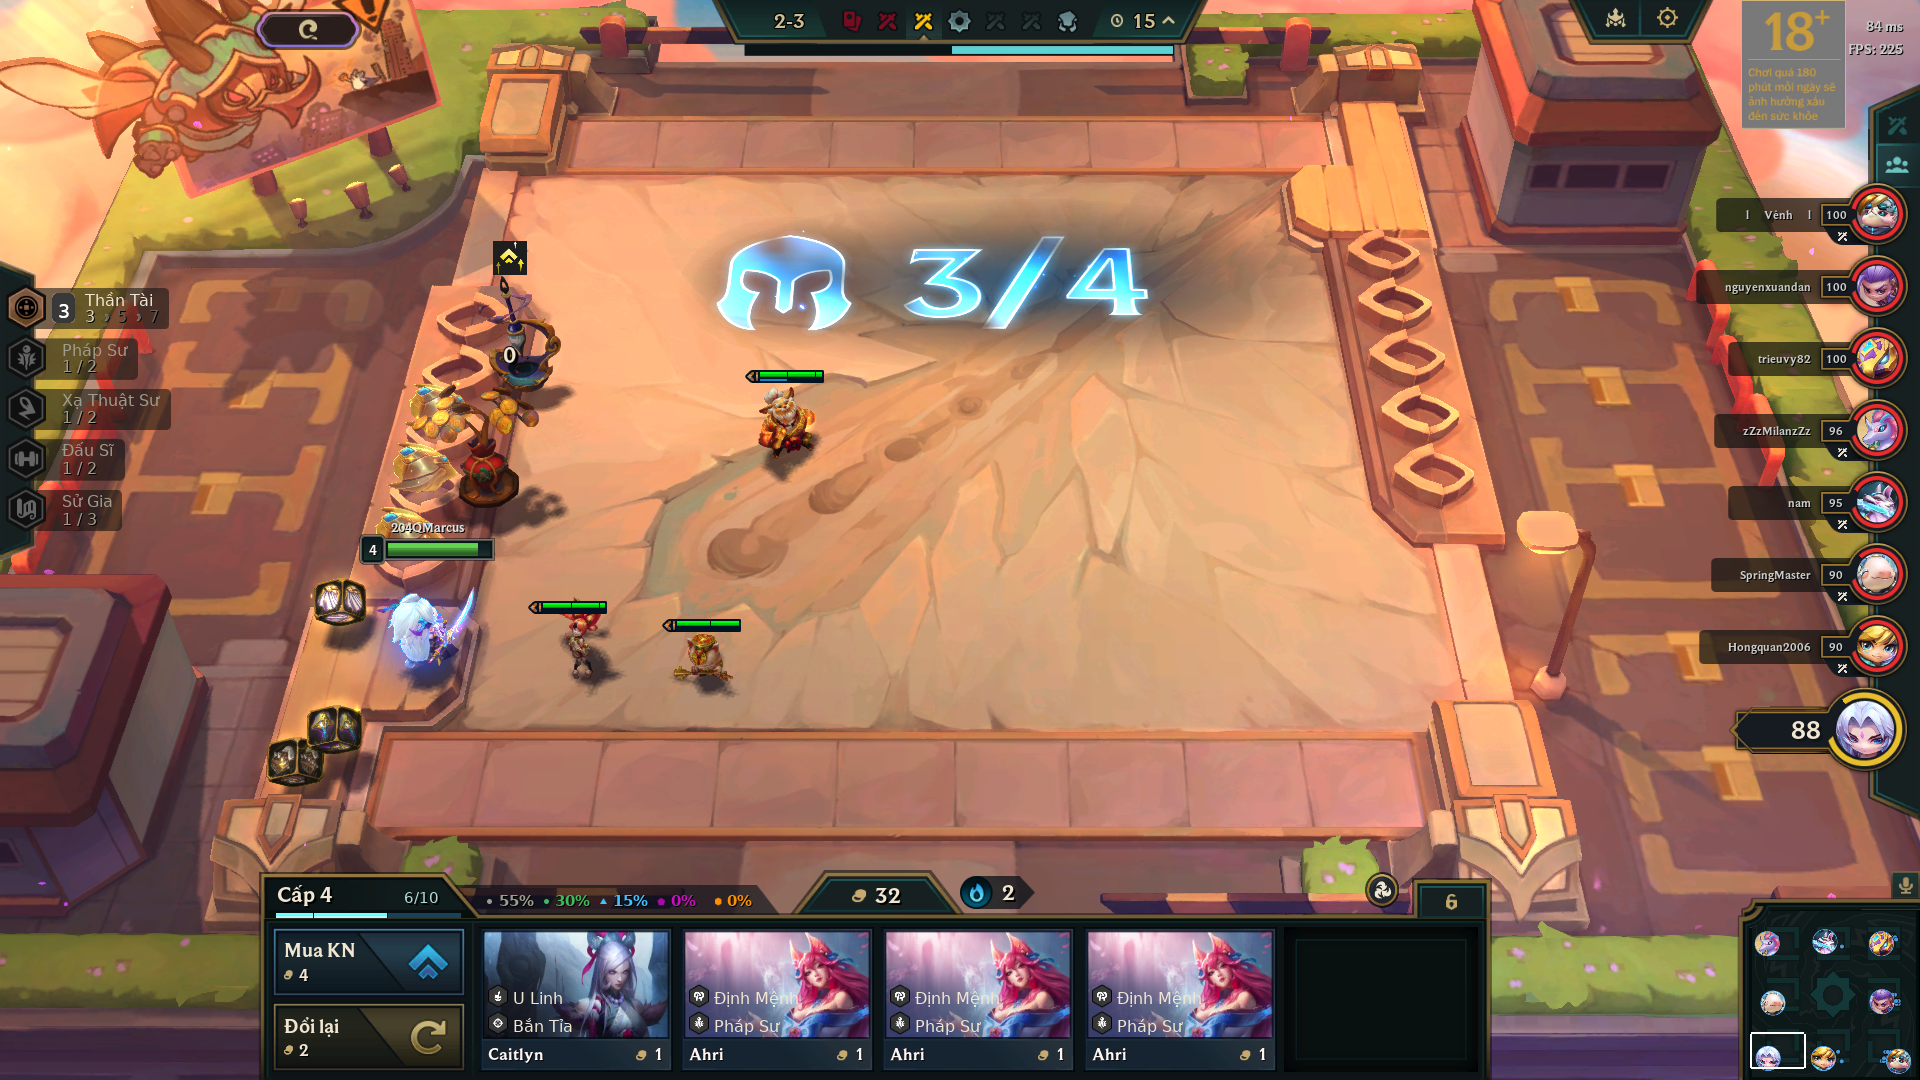 2-3
15
18+
Chơi quá 180
phút mỗi ngày sẽ
ảnh hưởng xấu
đến sức khỏe
84 ms
FPS: 225
3/4
3
Thần Tài
3 › 5 › 7
Pháp Sư
1 / 2
Xạ Thuật Sư
1 / 2
Đấu Sĩ
1 / 2
Sử Gia
1 / 3
0
204QMarcus
4
l Vênh l 100
nguyenxuandan 100
trieuvy82 100
zZzMilanzZz 96
nam 95
SpringMaster 90
Hongquan2006 90
88
Cấp 4
6/10
55% 30% 15% 0% 0%
32
2
6
Mua KN
4
Đổi lại
2
U Linh
Bắn Tỉa
Caitlyn 1
Định Mệnh
Pháp Sư
Ahri 1
Định Mệnh
Pháp Sư
Ahri 1
Định Mệnh
Pháp Sư
Ahri 1